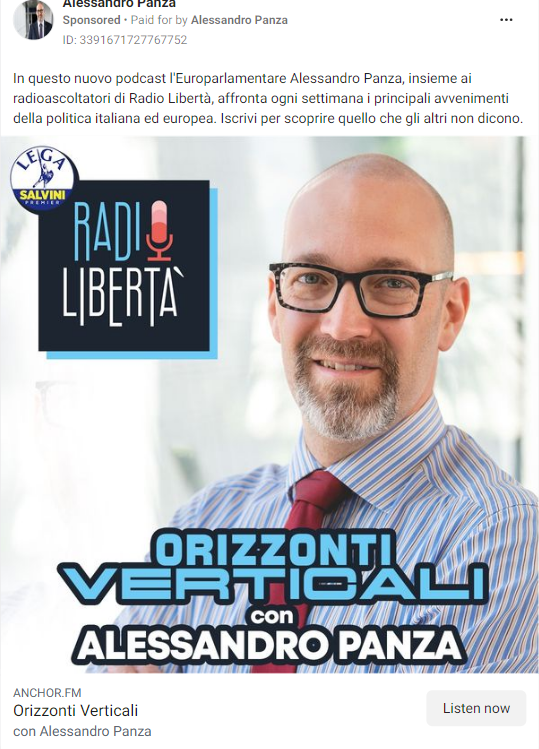 Alessandro Panza
Sponsored • Paid for by Alessandro Panza
ID: 3391671727767752
In questo nuovo podcast l'Europarlamentare Alessandro Panza, insieme ai
radioascoltatori di Radio Libertà, affronta ogni settimana i principali avvenimenti
della politica italiana ed europea. Iscrivi per scoprire quello che gli altri non dicono.
LEGA
SALVINI
PREMIER
RADIO
LIBERTÀ
ORIZZONTI
VERTICALI
con
ALESSANDRO PANZA
ANCHOR.FM
Orizzonti Verticali
con Alessandro Panza
Listen now